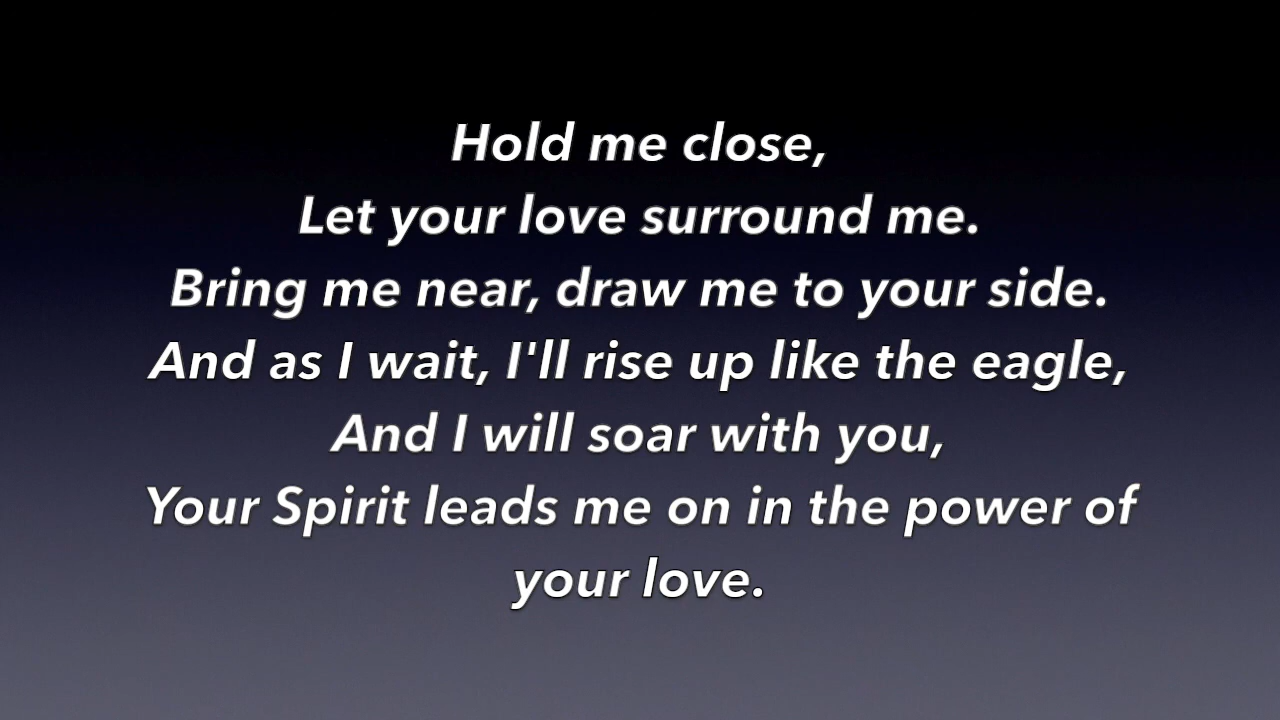 Hold me close,
Let your love surround me.
Bring me near, draw me to your side.
And as I wait, I'll rise up like the eagle,
And I will soar with you,
Your Spirit leads me on in the power of
your love.